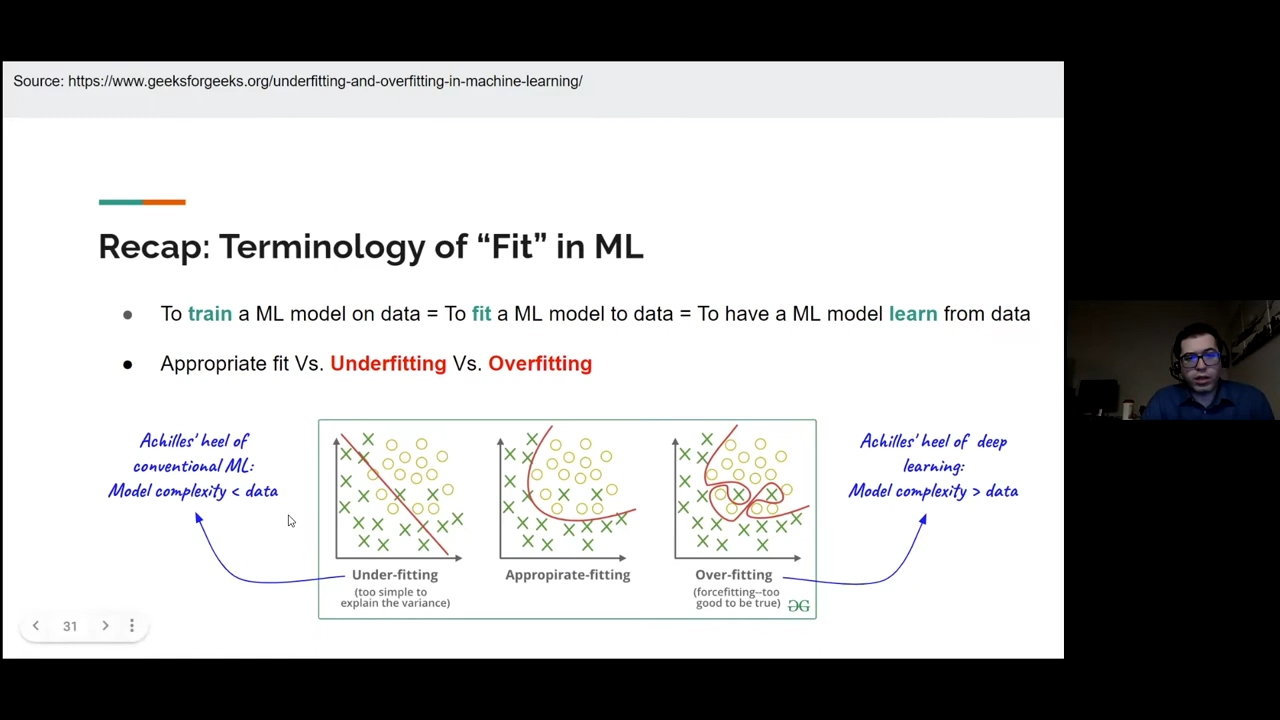 Source: https://www.geeksforgeeks.org/underfitting-and-overfitting-in-machine-learning/
Recap: Terminology of “Fit” in ML
● To train a ML model on data = To fit a ML model to data = To have a ML model learn from data
● Appropriate fit Vs. Underfitting Vs. Overfitting
Achilles' heel of
conventional ML:
Model complexity < data
Under-fitting
(too simple to
explain the variance)
Appropirate-fitting
Over-fitting
(forcefitting--too
good to be true)
Achilles' heel of deep
learning:
Model complexity > data
31